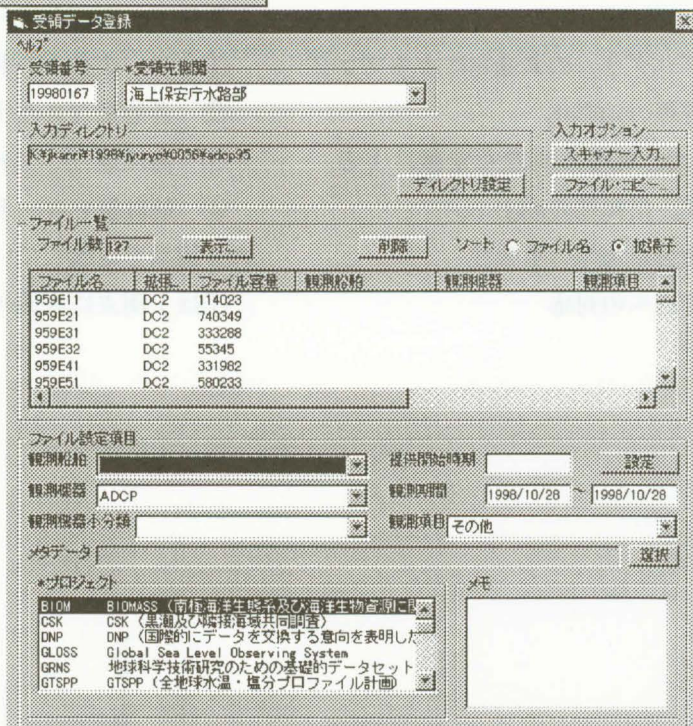 受領データ登録
ヘルプ
受領番号 *受領先機関
19980167 海上保安庁水路部
入力ディレクトリ 入力オプション
K:¥jkanri¥1998¥jyuryo¥0056¥adcp95 スキャナー入力..
ディレクトリ設定 ファイル・コピー..
ファイル一覧
ファイル数 127 表示.. 削除 ソート: ファイル名 拡張子
ファイル名 拡張.. ファイル容量 観測船舶 観測機器 観測項目
959E11 DC2 114023
959E21 DC2 740349
959E31 DC2 333288
959E32 DC2 55345
959E41 DC2 331982
959E51 DC2 580233
ファイル設定項目
観測船舶 提供開始時期 設定
観測機器 ADCP 観測期間 1998/10/28 ~ 1998/10/28
観測機器小分類 観測項目 その他
メタデータ 選択
*プロジェクト メモ
BIOM BIOMASS (南極海洋生態系及び海洋生物資源に
CSK CSK (黒潮及び隣接海域共同調査)
DNP DNP (国際的にデータを交換する意向を表明し
GLOSS Global Sea Level Observing System
GRNS 地球科学技術研究のための基礎的データセット
GTSPP GTSPP (全地球水温・塩分プロファイル計画)